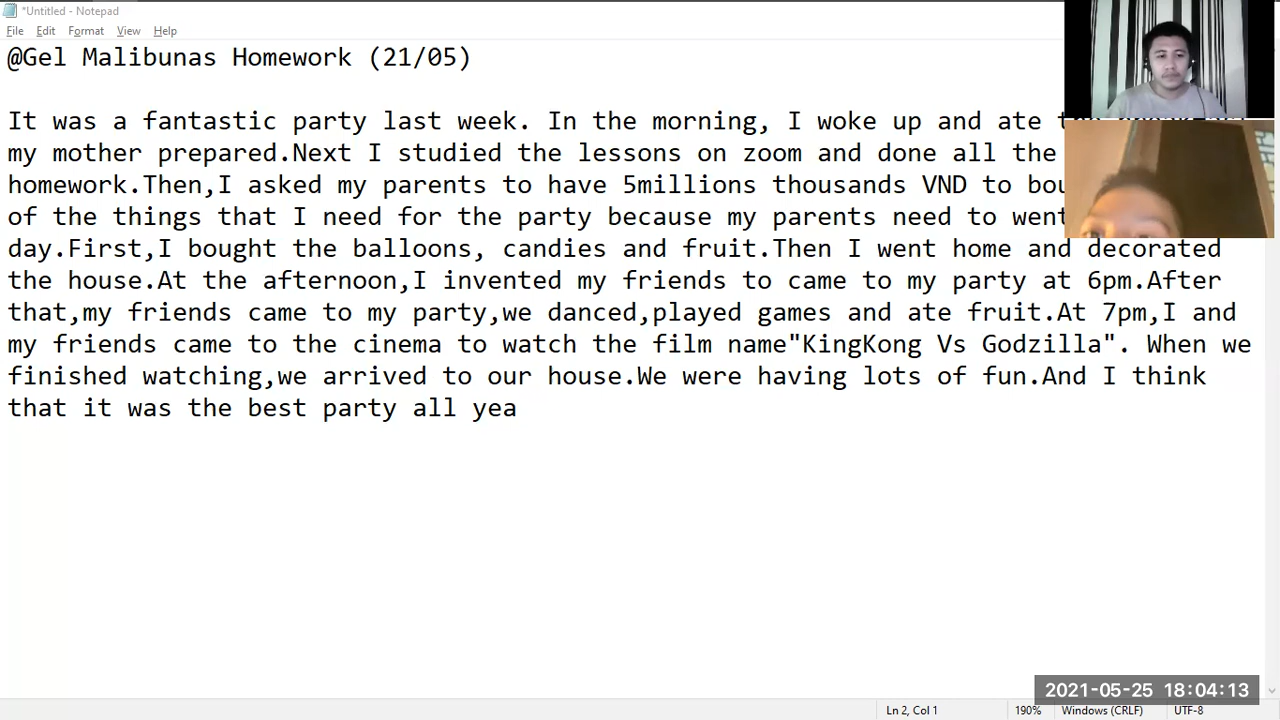 *Untitled - Notepad
File Edit Format View Help
@Gel Malibunas Homework (21/05)
It was a fantastic party last week. In the morning, I woke up and ate
my mother prepared.Next I studied the lessons on zoom and done all the
homework.Then,I asked my parents to have 5millions thousands VND to
of the things that I need for the party because my parents need to went
day.First,I bought the balloons, candies and fruit.Then I went home and decorated
the house.At the afternoon,I invented my friends to came to my party at 6pm.After
that,my friends came to my party,we danced,played games and ate fruit.At 7pm,I and
my friends came to the cinema to watch the film name"KingKong Vs Godzilla". When we
finished watching,we arrived to our house.We were having lots of fun.And I think
that it was the best party all yea
2021-05-25 18:04:13
Ln 2, Col 1 190% Windows (CRLF) UTF-8